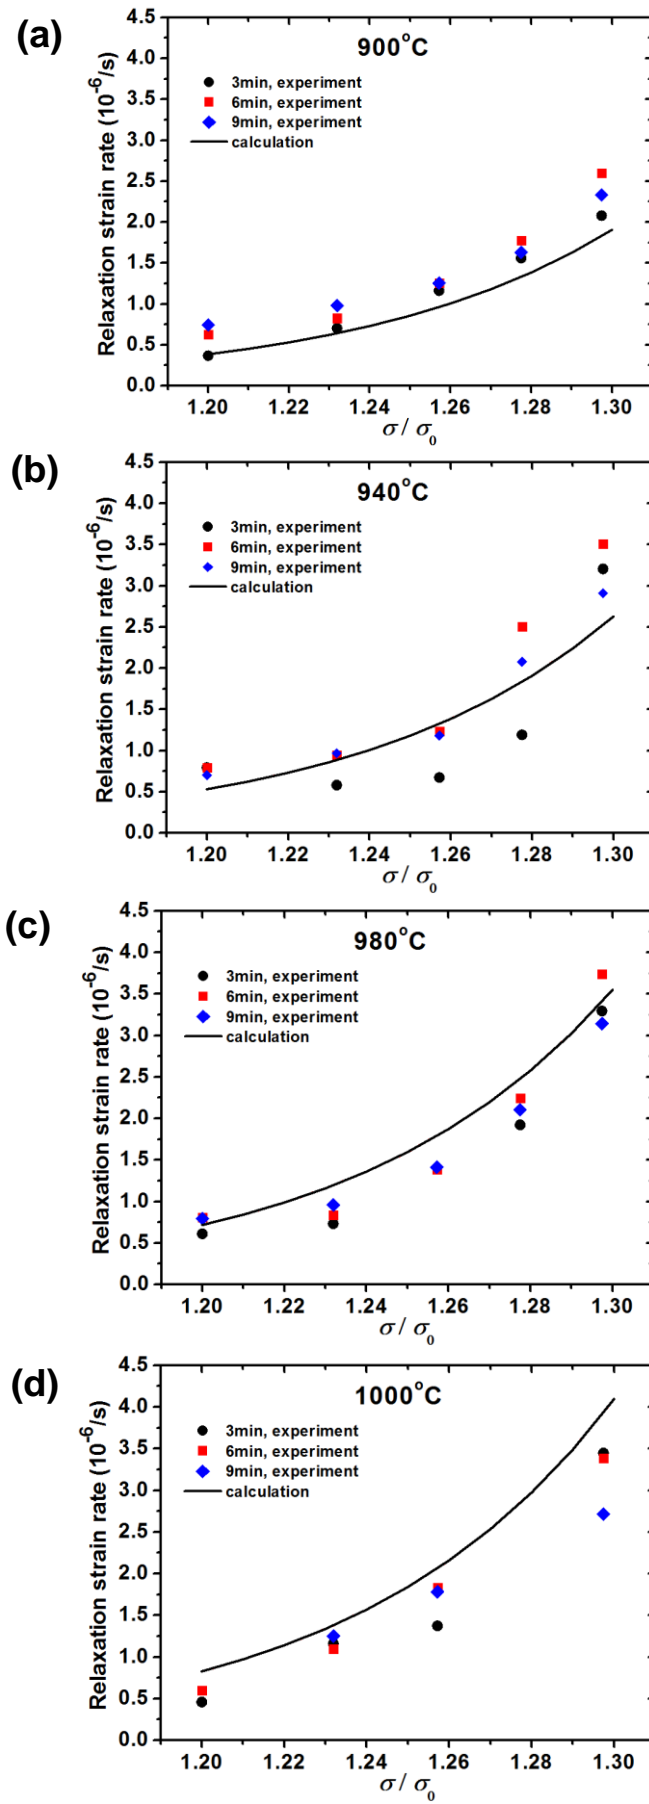 (a)
900°C
3min, experiment
6min, experiment
9min, experiment
calculation
Relaxation strain rate (10⁻⁶/s)
4.5
4.0
3.5
3.0
2.5
2.0
1.5
1.0
0.5
0.0
1.20 1.22 1.24 1.26 1.28 1.30
σ / σ₀
(b)
940°C
3min, experiment
6min, experiment
9min, experiment
calculation
Relaxation strain rate (10⁻⁶/s)
4.5
4.0
3.5
3.0
2.5
2.0
1.5
1.0
0.5
0.0
1.20 1.22 1.24 1.26 1.28 1.30
σ / σ₀
(c)
980°C
3min, experiment
6min, experiment
9min, experiment
calculation
Relaxation strain rate (10⁻⁶/s)
4.5
4.0
3.5
3.0
2.5
2.0
1.5
1.0
0.5
0.0
1.20 1.22 1.24 1.26 1.28 1.30
σ / σ₀
(d)
1000°C
3min, experiment
6min, experiment
9min, experiment
calculation
Relaxation strain rate (10⁻⁶/s)
4.5
4.0
3.5
3.0
2.5
2.0
1.5
1.0
0.5
0.0
1.20 1.22 1.24 1.26 1.28 1.30
σ / σ₀